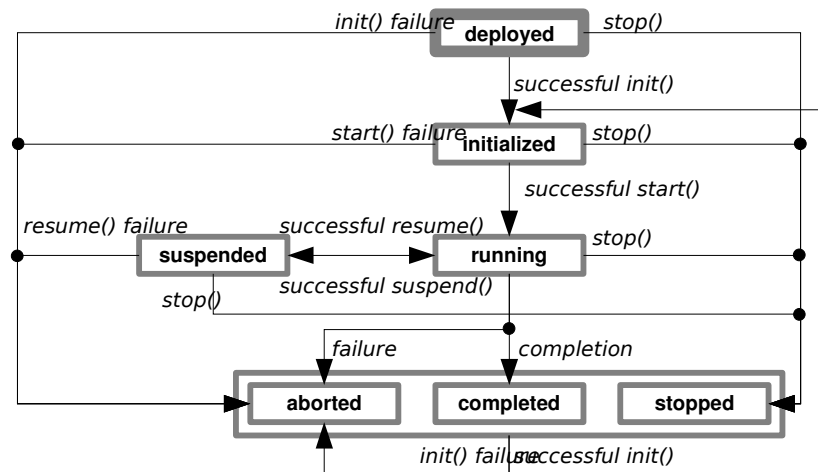 init() failure
deployed
stop()
successful init()
start() failure
initialized
stop()
successful start()
resume() failure
successful resume()
stop()
suspended
running
successful suspend()
stop()
failure
completion
aborted
completed
stopped
init() failure
successful init()